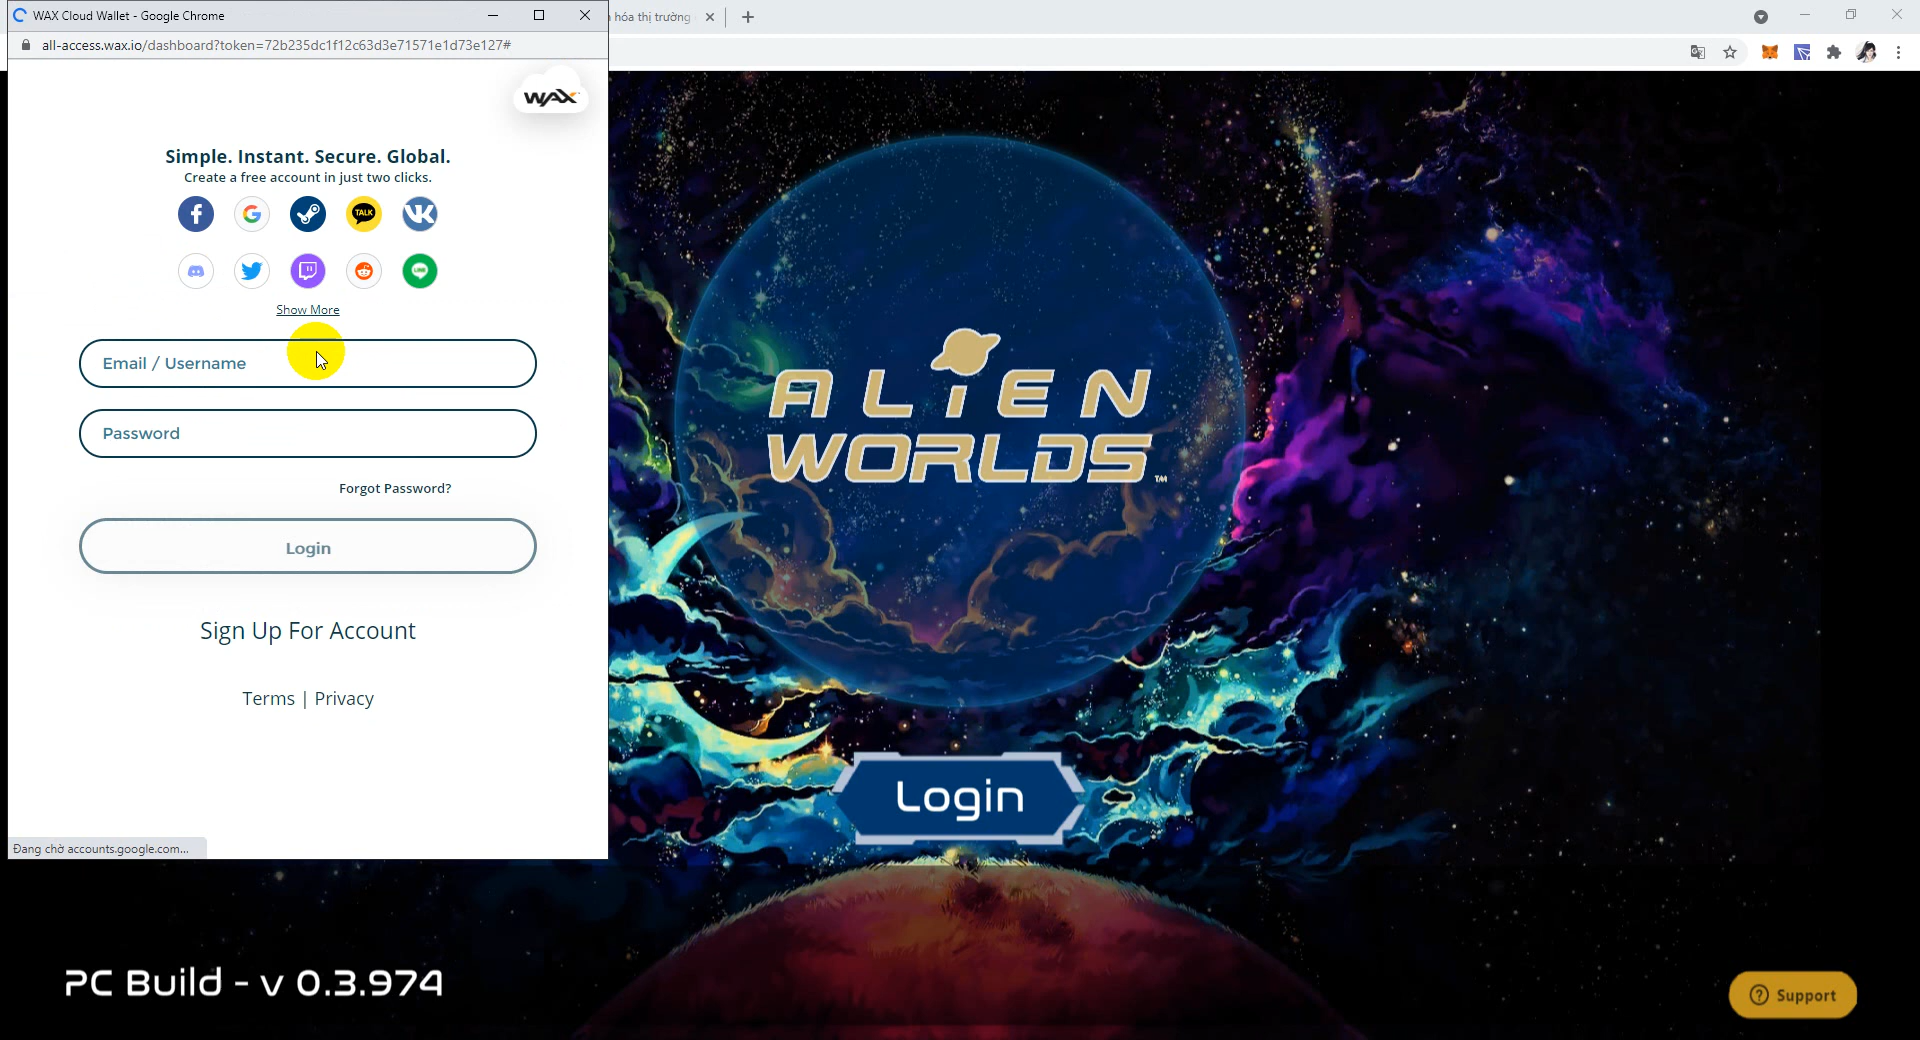 WAX Cloud Wallet - Google Chrome
hóa thị trường
all-access.wax.io/dashboard?token=72b235dc1f12c63d3e71571e1d73e127#
WAX
Simple. Instant. Secure. Global.
Create a free account in just two clicks.
TALK
LINE
Show More
Email / Username
Password
Forgot Password?
Login
Sign Up For Account
Terms | Privacy
Đang chờ accounts.google.com...
ALIEN
WORLDS™
Login
PC Build - v 0.3.974
Support